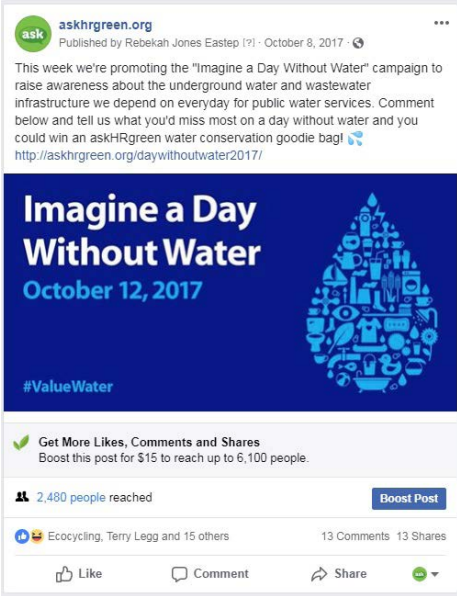 ask
askhrgreen.org
Published by Rebekah Jones Eastep [?] · October 8, 2017 ·
This week we're promoting the "Imagine a Day Without Water" campaign to
raise awareness about the underground water and wastewater
infrastructure we depend on everyday for public water services. Comment
below and tell us what you'd miss most on a day without water and you
could win an askHRgreen water conservation goodie bag! 💦
http://askhrgreen.org/daywithoutwater2017/
Imagine a Day
Without Water
October 12, 2017
#ValueWater
Get More Likes, Comments and Shares
Boost this post for $15 to reach up to 6,100 people.
2,480 people reached
Boost Post
Ecocycling, Terry Legg and 15 others
13 Comments 13 Shares
Like Comment Share
ask